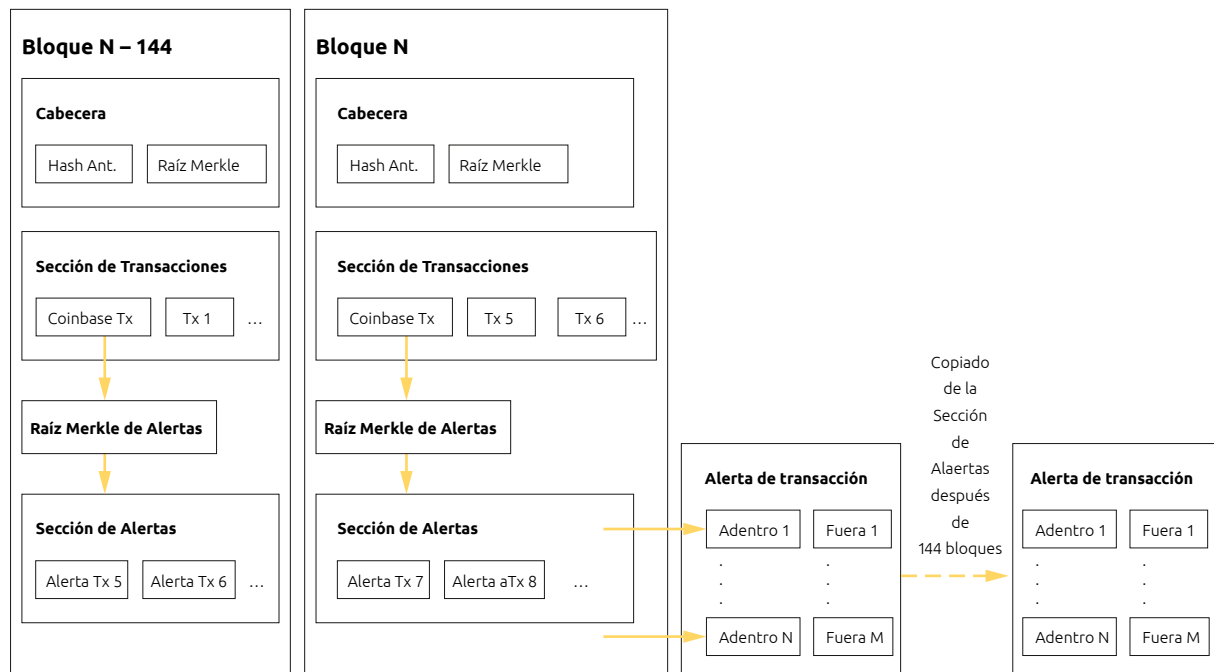 Bloque N – 144
Cabecera
Hash Ant.
Raíz Merkle
Sección de Transacciones
Coinbase Tx
Tx 1
...
Raíz Merkle de Alertas
Sección de Alertas
Alerta Tx 5
Alerta Tx 6
...
Bloque N
Cabecera
Hash Ant.
Raíz Merkle
Sección de Transacciones
Coinbase Tx
Tx 5
Tx 6
...
Raíz Merkle de Alertas
Sección de Alertas
Alerta Tx 7
Alerta aTx 8
...
Alerta de transacción
Adentro 1
Fuera 1
. .
. .
. .
Adentro N
Fuera M
Copiado
de la
Sección
de
Alaertas
después
de
144 bloques
Alerta de transacción
Adentro 1
Fuera 1
. .
. .
. .
Adentro N
Fuera M